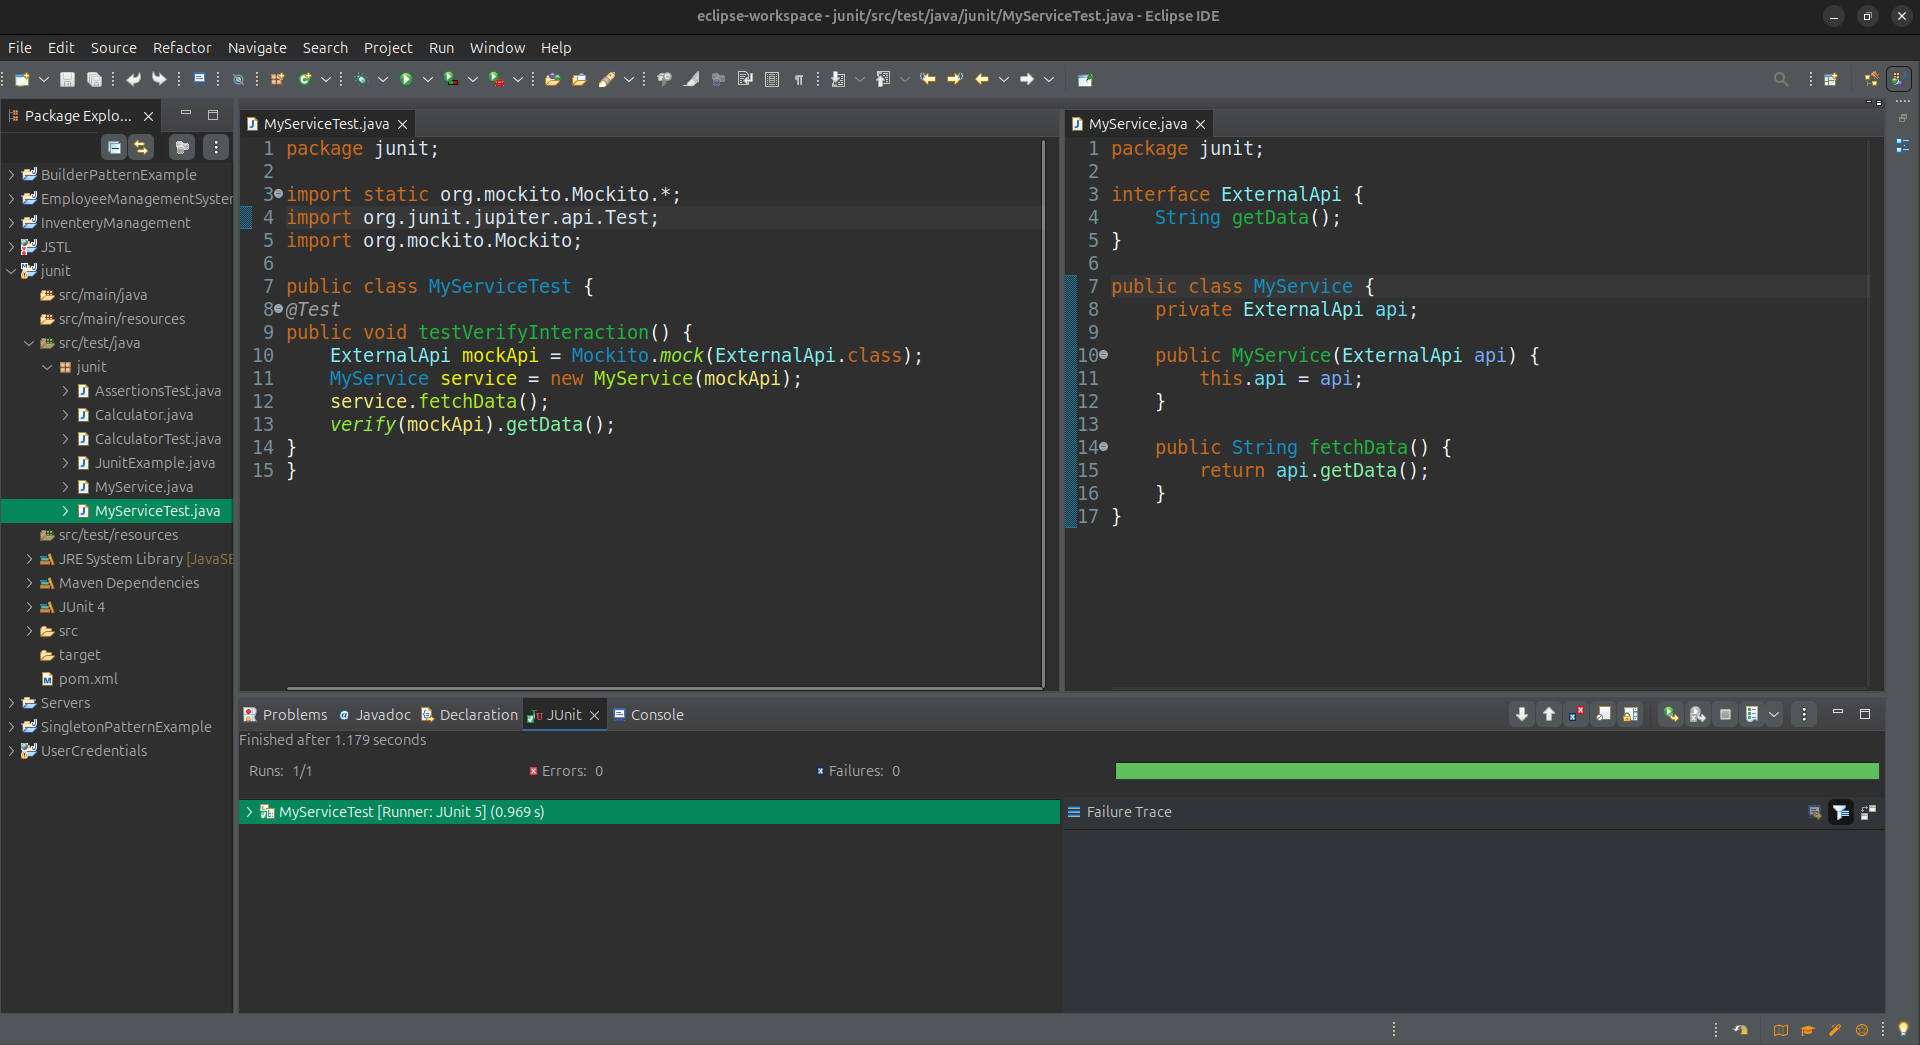 eclipse-workspace - junit/src/test/java/junit/MyServiceTest.java - Eclipse IDE
File Edit Source Refactor Navigate Search Project Run Window Help
Package Explo...
BuilderPatternExample
EmployeeManagementSyster
InventeryManagement
JSTL
junit
src/main/java
src/main/resources
src/test/java
junit
AssertionsTest.java
Calculator.java
CalculatorTest.java
JunitExample.java
MyService.java
MyServiceTest.java
src/test/resources
JRE System Library [JavaSE
Maven Dependencies
JUnit 4
src
target
pom.xml
Servers
SingletonPatternExample
UserCredentials
MyServiceTest.java
1 package junit;
2
3 import static org.mockito.Mockito.*;
4 import org.junit.jupiter.api.Test;
5 import org.mockito.Mockito;
6
7 public class MyServiceTest {
8 @Test
9 public void testVerifyInteraction() {
10     ExternalApi mockApi = Mockito.mock(ExternalApi.class);
11     MyService service = new MyService(mockApi);
12     service.fetchData();
13     verify(mockApi).getData();
14 }
15 }
MyService.java
1 package junit;
2
3 interface ExternalApi {
4     String getData();
5 }
6
7 public class MyService {
8     private ExternalApi api;
9
10     public MyService(ExternalApi api) {
11         this.api = api;
12     }
13
14     public String fetchData() {
15         return api.getData();
16     }
17 }
Problems Javadoc Declaration JUnit Console
Finished after 1.179 seconds
Runs: 1/1 Errors: 0 Failures: 0
MyServiceTest [Runner: JUnit 5] (0.969 s)
Failure Trace